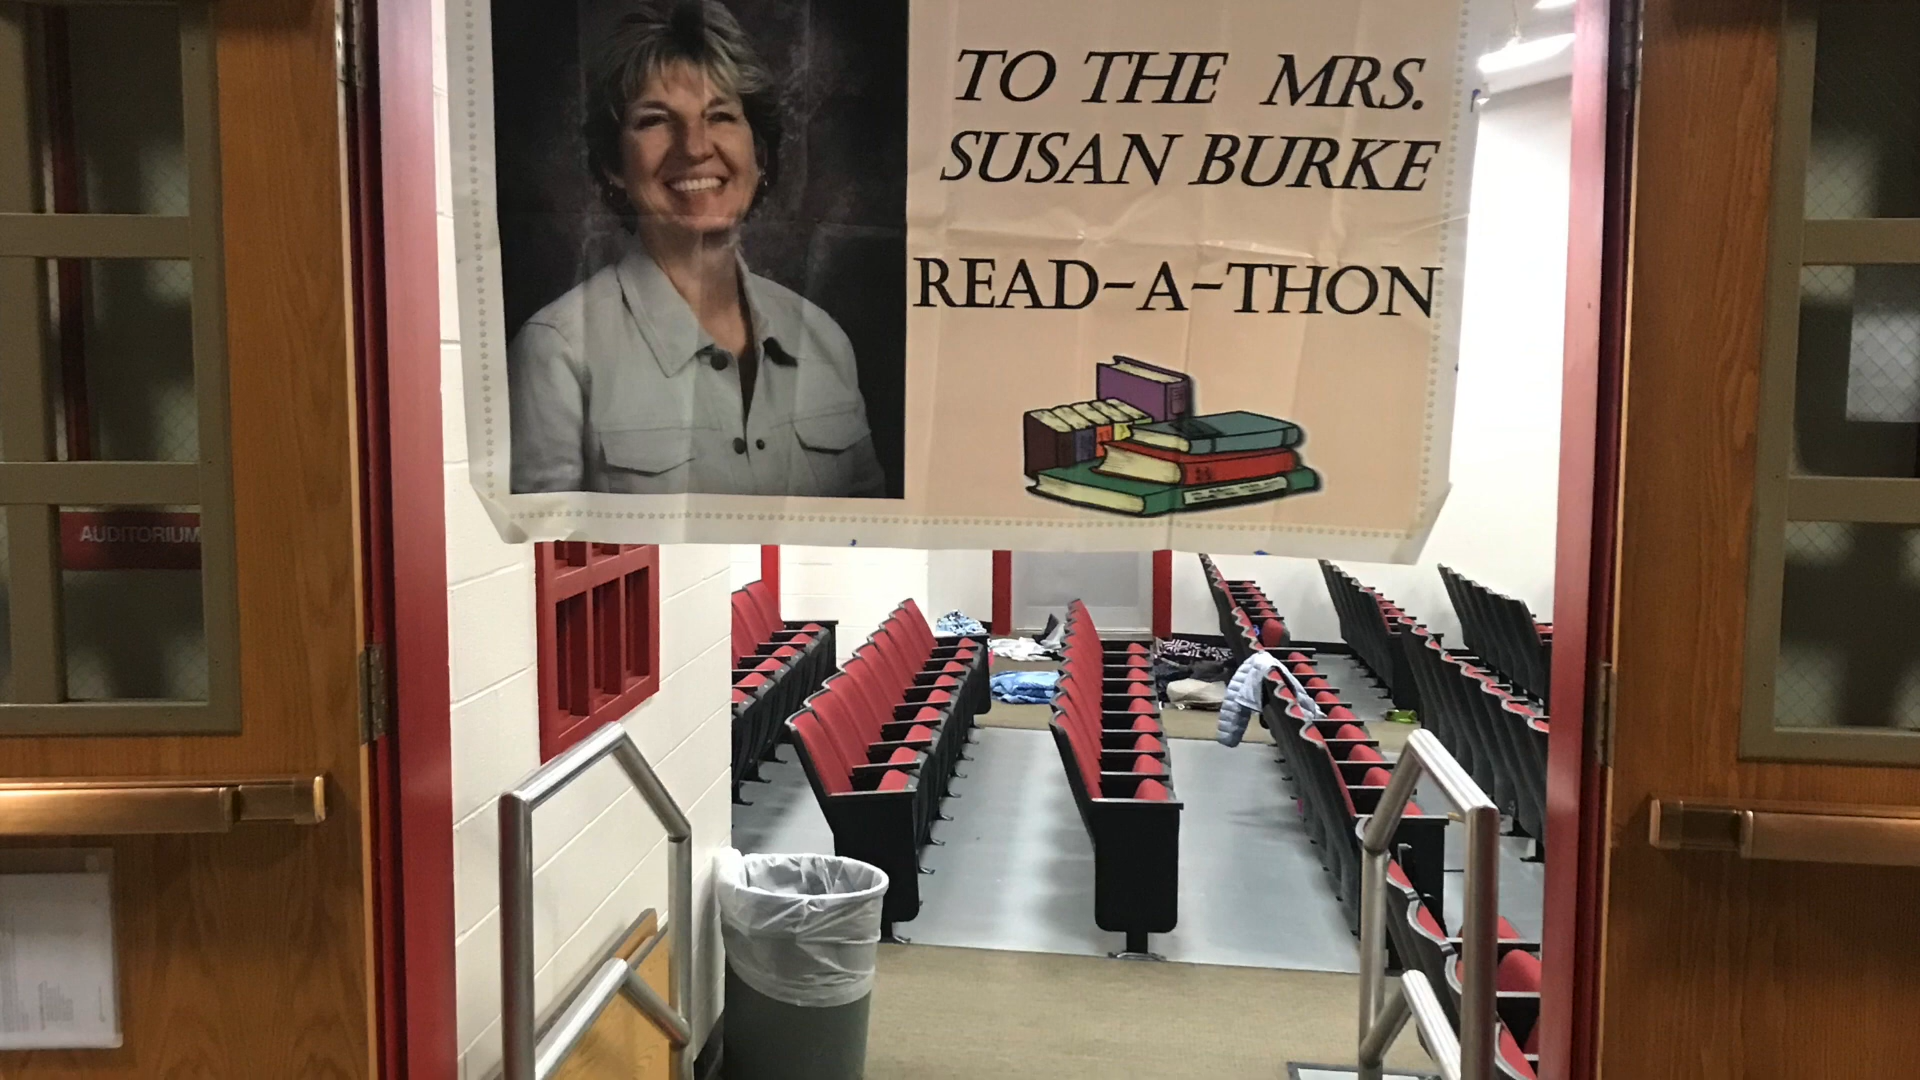 TO THE MRS.
SUSAN BURKE
READ-A-THON
AUDITORIUM